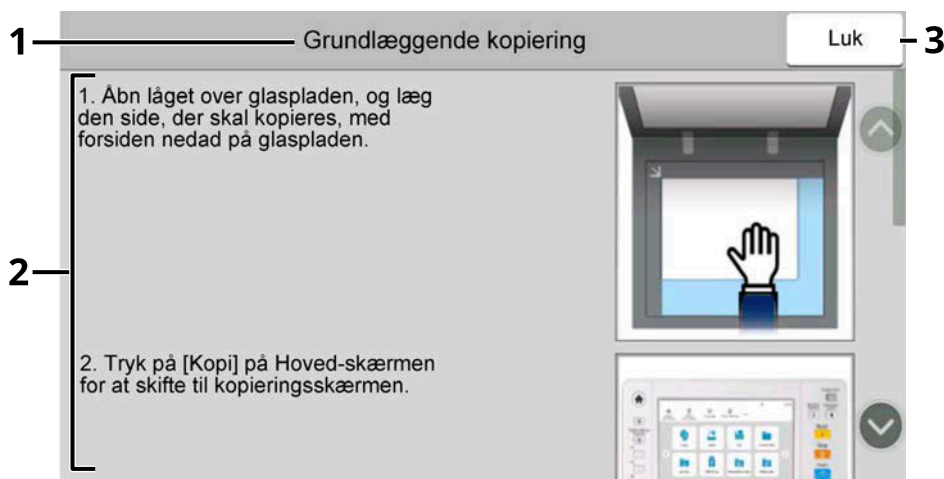 1 Grundlæggende kopiering Luk 3
1. Åbn låget over glaspladen, og læg
den side, der skal kopieres, med
forsiden nedad på glaspladen.
2
2. Tryk på [Kopi] på Hoved-skærmen
for at skifte til kopieringsskærmen.